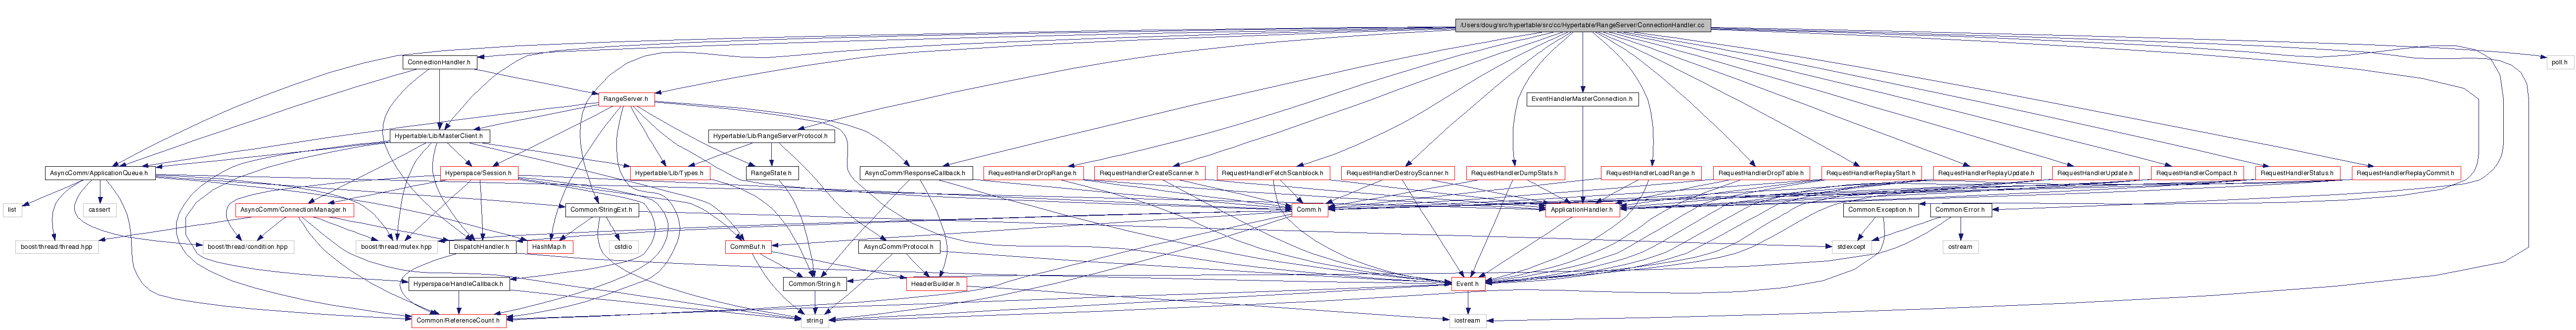 /Users/doug/src/hypertable/src/cc/Hypertable/RangeServer/ConnectionHandler.cc
ConnectionHandler.h
poll.h
RangeServer.h
EventHandlerMasterConnection.h
Hypertable/Lib/MasterClient.h
Hypertable/Lib/RangeServerProtocol.h
AsyncComm/ApplicationQueue.h
Hyperspace/Session.h
Hypertable/Lib/Types.h
RangeState.h
AsyncComm/ResponseCallback.h
RequestHandlerDropRange.h
RequestHandlerCreateScanner.h
RequestHandlerFetchScanblock.h
RequestHandlerDestroyScanner.h
RequestHandlerDumpStats.h
RequestHandlerLoadRange.h
RequestHandlerDropTable.h
RequestHandlerReplayStart.h
RequestHandlerReplayUpdate.h
RequestHandlerUpdate.h
RequestHandlerCompact.h
RequestHandlerStatus.h
RequestHandlerReplayCommit.h
list
cassert
AsyncComm/ConnectionManager.h
Common/StringExt.h
Comm.h
ApplicationHandler.h
Common/Exception.h
Common/Error.h
boost/thread/thread.hpp
boost/thread/condition.hpp
boost/thread/mutex.hpp
DispatchHandler.h
HashMap.h
cstdio
CommBuf.h
AsyncComm/Protocol.h
stdexcept
ostream
Hyperspace/HandleCallback.h
Common/String.h
HeaderBuilder.h
Event.h
Common/ReferenceCount.h
string
iostream